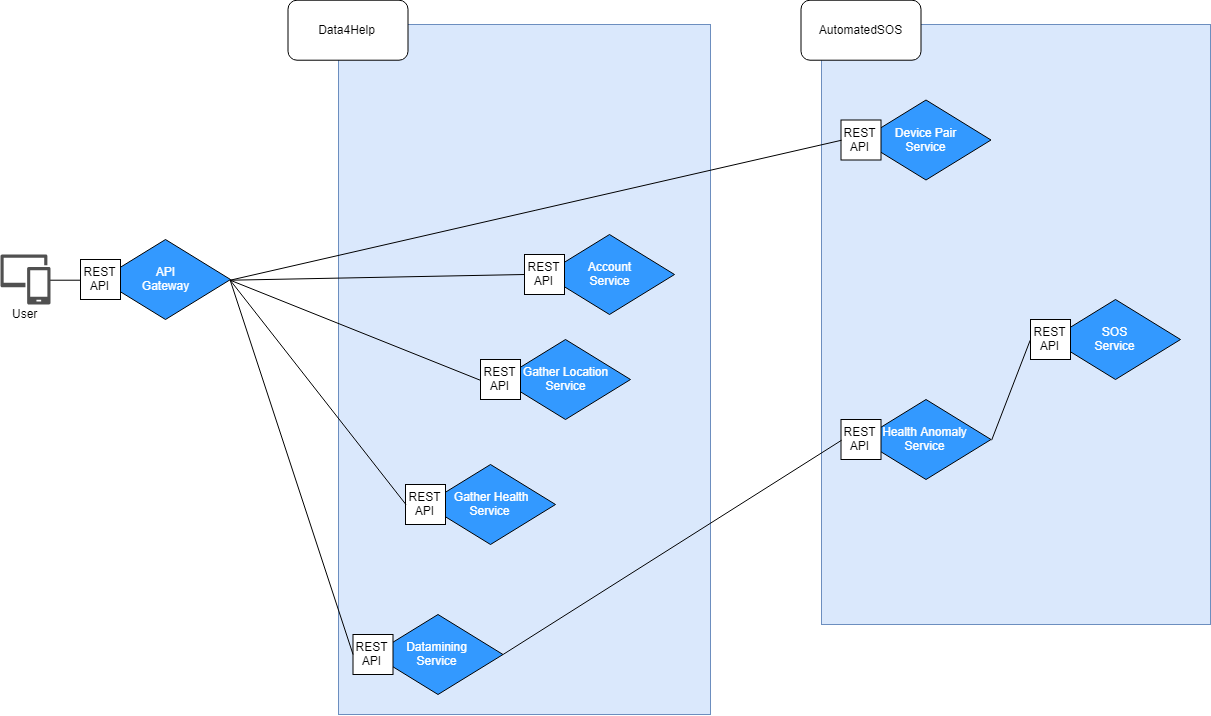 Data4Help
AutomatedSOS
REST
API
Device Pair
Service
User
REST
API
API
Gateway
REST
API
Account
Service
REST
API
Gather Location
Service
REST
API
SOS
Service
REST
API
Health Anomaly
Service
REST
API
Gather Health
Service
REST
API
Datamining
Service